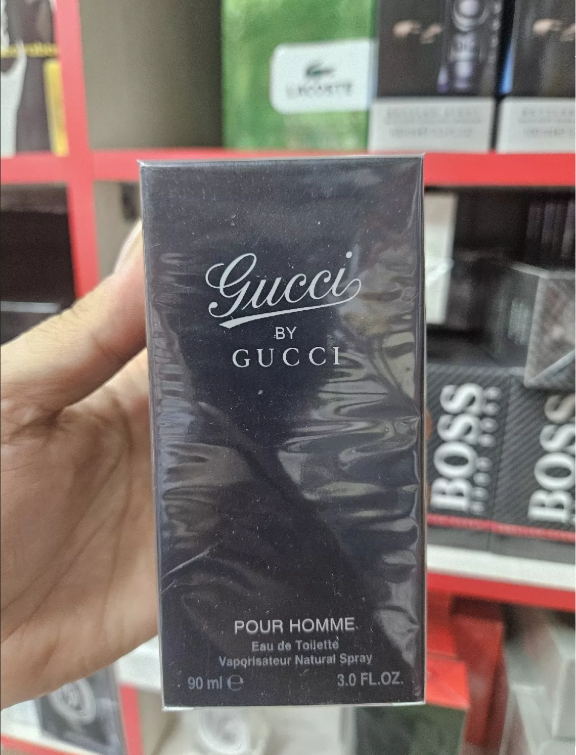 LACOSTE
Gucci
BY
GUCCI
BOSS
BOSS
POUR HOMME
Eau de Toilette
Vaporisateur Natural Spray
90 ml ℮ 3.0 FL.OZ.